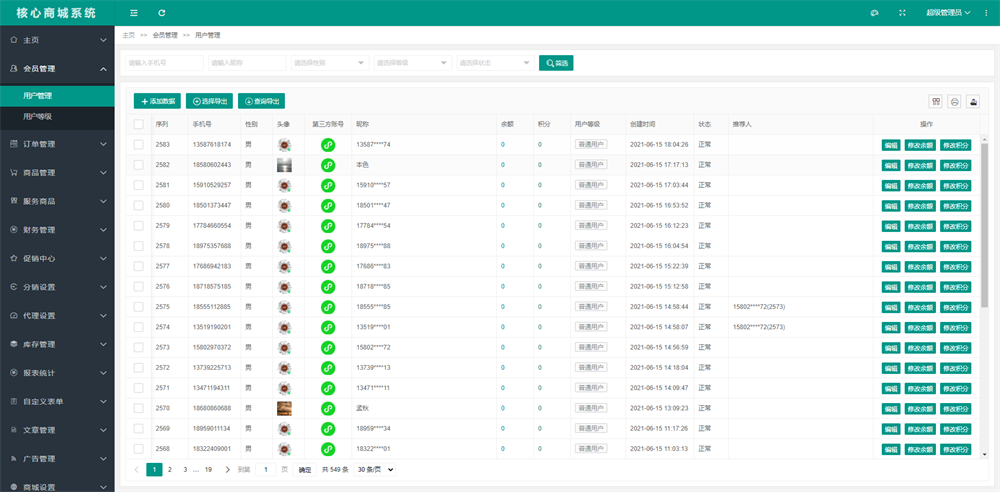 核心商城系统
超级管理员
主页 >> 会员管理 >> 用户管理
主页
会员管理
用户管理
用户等级
订单管理
商品管理
服务商品
财务管理
促销中心
分销设置
代理设置
库存管理
报表统计
自定义表单
文章管理
广告管理
商城设置
请输入手机号 请输入昵称 请选择性别 请选择等级 请选择状态 筛选
添加数据 选择导出 查询导出
序列 手机号 性别 头像 第三方账号 昵称 余额 积分 用户等级 创建时间 状态 推荐人 操作
2583 13587618174 男 13587****74 0 0 普通用户 2021-06-15 18:04:26 正常 编辑 修改余额 修改积分
2582 18580602443 男 本色 0 0 普通用户 2021-06-15 17:17:13 正常 编辑 修改余额 修改积分
2581 15910529257 男 15910****57 0 0 普通用户 2021-06-15 17:03:44 正常 编辑 修改余额 修改积分
2580 18501373447 男 18501****47 0 0 普通用户 2021-06-15 16:53:52 正常 编辑 修改余额 修改积分
2579 17784660554 男 17784****54 0 0 普通用户 2021-06-15 16:12:23 正常 编辑 修改余额 修改积分
2578 18975357688 男 18975****88 0 0 普通用户 2021-06-15 16:04:54 正常 编辑 修改余额 修改积分
2577 17686942183 男 17686****83 0 0 普通用户 2021-06-15 15:22:39 正常 编辑 修改余额 修改积分
2576 18718575185 男 18718****85 0 0 普通用户 2021-06-15 15:12:58 正常 编辑 修改余额 修改积分
2575 18555112885 男 18555****85 0 0 普通用户 2021-06-15 14:58:44 正常 15802****72(2573) 编辑 修改余额 修改积分
2574 13519190201 男 13519****01 0 0 普通用户 2021-06-15 14:58:07 正常 15802****72(2573) 编辑 修改余额 修改积分
2573 15802970372 男 15802****72 0 0 普通用户 2021-06-15 14:56:59 正常 编辑 修改余额 修改积分
2572 13739225713 男 13739****13 0 0 普通用户 2021-06-15 14:18:04 正常 编辑 修改余额 修改积分
2571 13471194311 男 13471****11 0 0 普通用户 2021-06-15 14:09:47 正常 编辑 修改余额 修改积分
2570 18680860688 男 孟秋 0 0 普通用户 2021-06-15 13:09:23 正常 编辑 修改余额 修改积分
2569 18959011134 男 18959****34 0 0 普通用户 2021-06-15 11:17:26 正常 编辑 修改余额 修改积分
2568 18322409001 男 18322****01 0 0 普通用户 2021-06-15 11:03:13 正常 编辑 修改余额 修改积分
1 2 3 ... 19 到第 1 页 确定 共 549 条 30 条/页